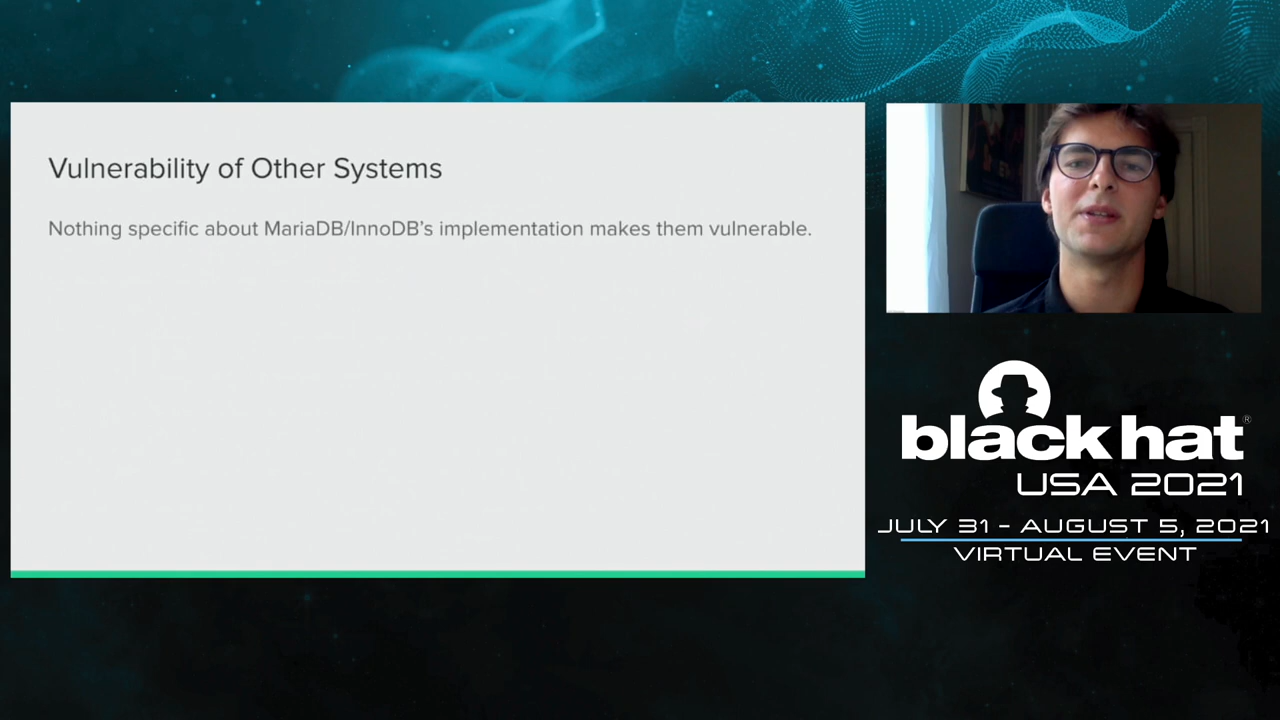 Vulnerability of Other Systems
Nothing specific about MariaDB/InnoDB’s implementation makes them vulnerable.
black hat®
USA 2021
JULY 31 - AUGUST 5, 2021
VIRTUAL EVENT